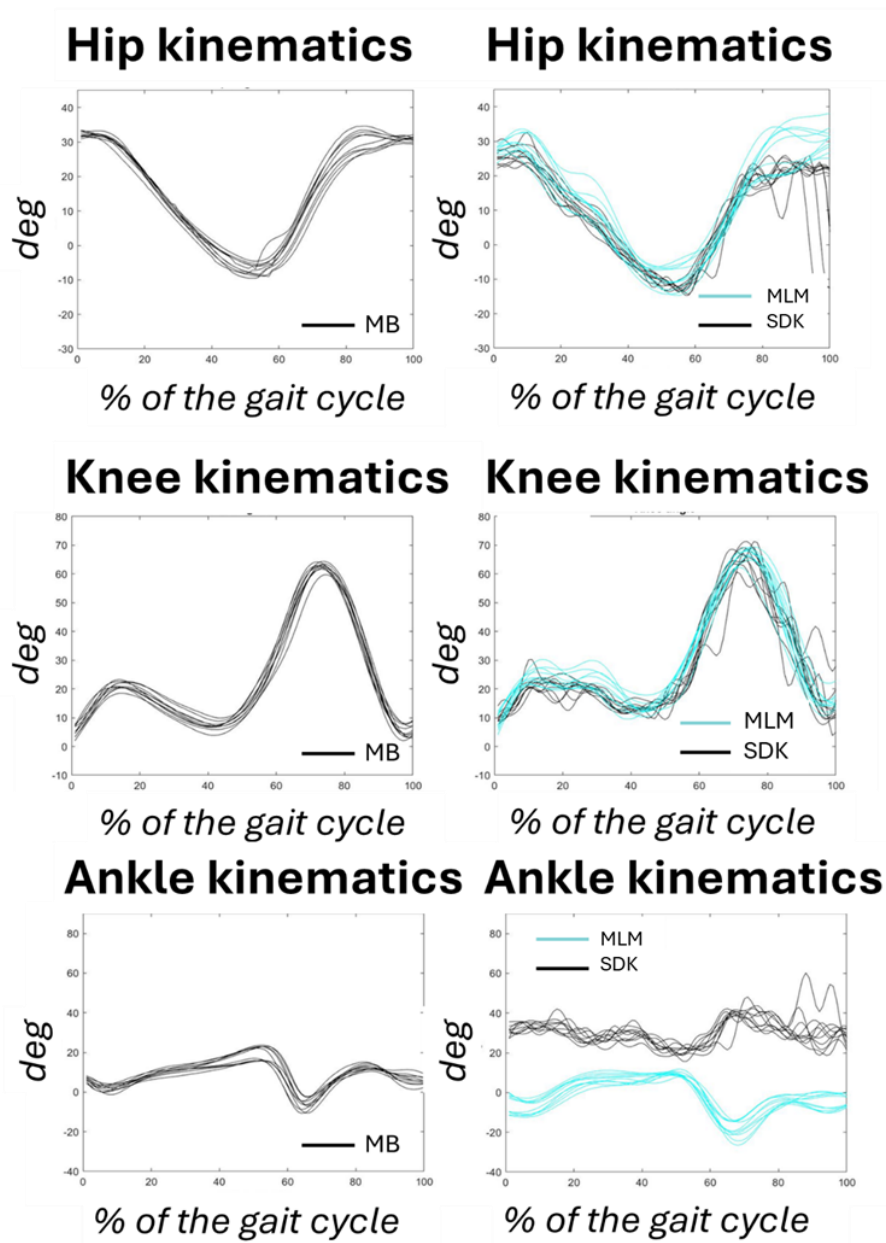 Hip kinematics
Hip kinematics
40
30
20
10
0
-10
-20
-30
0 20 40 60 80 100
deg
MB
% of the gait cycle
40
30
20
10
0
-10
-20
-30
0 20 40 60 80 100
deg
MLM
SDK
% of the gait cycle
Knee kinematics
Knee kinematics
80
70
60
50
40
30
20
10
0
-10
0 20 40 60 80 100
deg
MB
% of the gait cycle
80
70
60
50
40
30
20
10
0
-10
0 20 40 60 80 100
deg
MLM
SDK
% of the gait cycle
Ankle kinematics
Ankle kinematics
80
60
40
20
0
-20
-40
0 20 40 60 80 100
deg
MB
% of the gait cycle
80
60
40
20
0
-20
-40
0 20 40 60 80 100
deg
MLM
SDK
% of the gait cycle